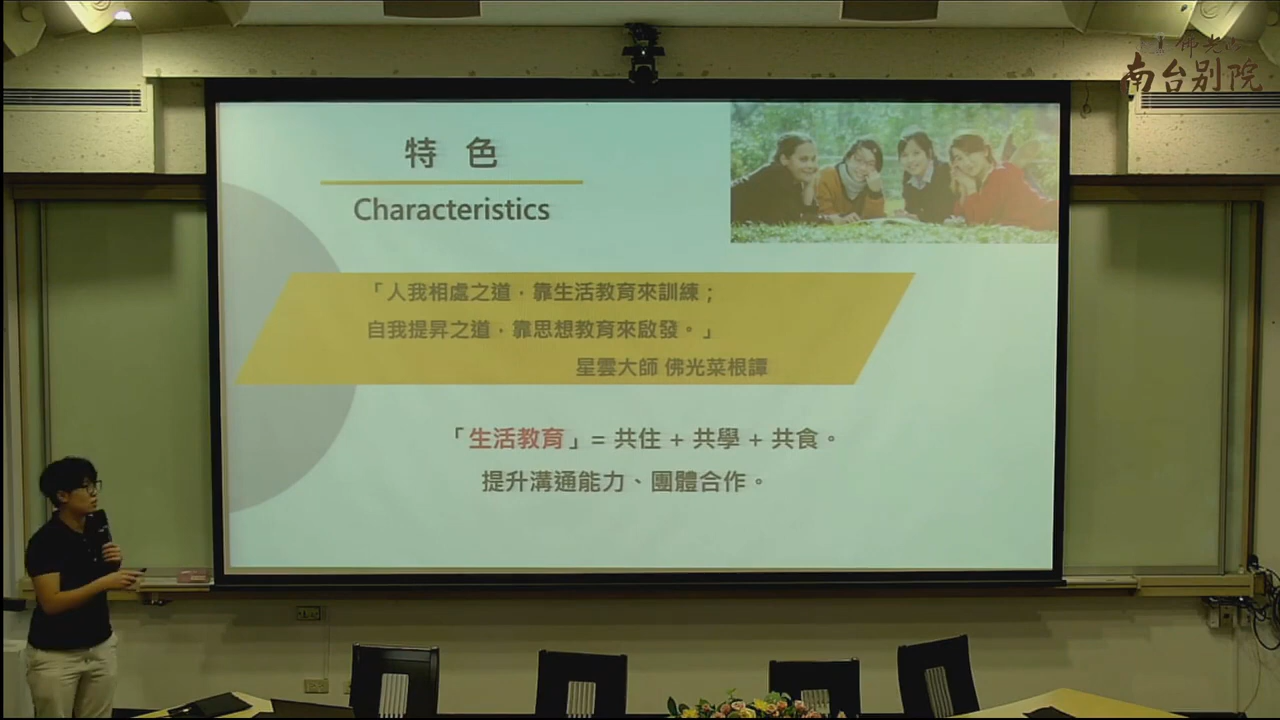 佛光山
南台别院
特 色
Characteristics
「人我相處之道，靠生活教育來訓練；
自我提昇之道，靠思想教育來啟發。」
星雲大師 佛光菜根譚
「生活教育」= 共住 + 共學 + 共食。
提升溝通能力、團體合作。